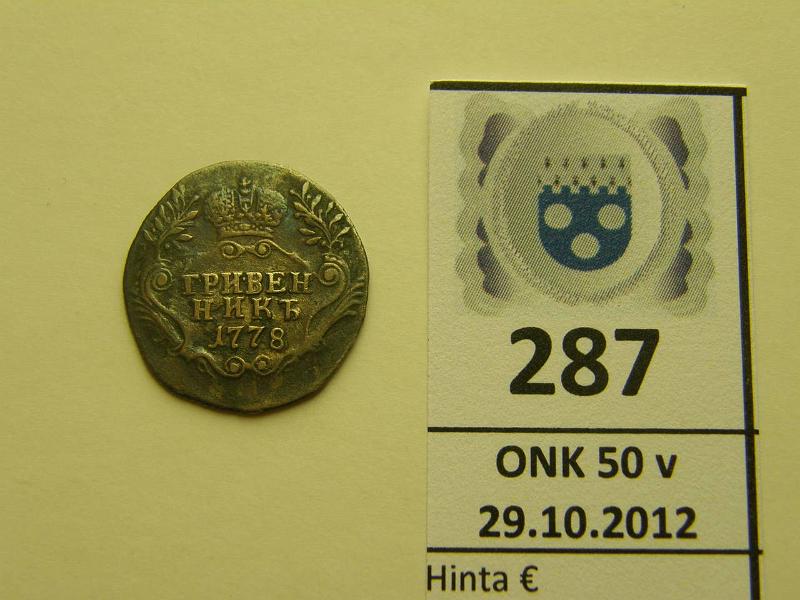 ГРИВЕН
НИКЪ
1778
287
ONK 50 v
29.10.2012
Hinta €